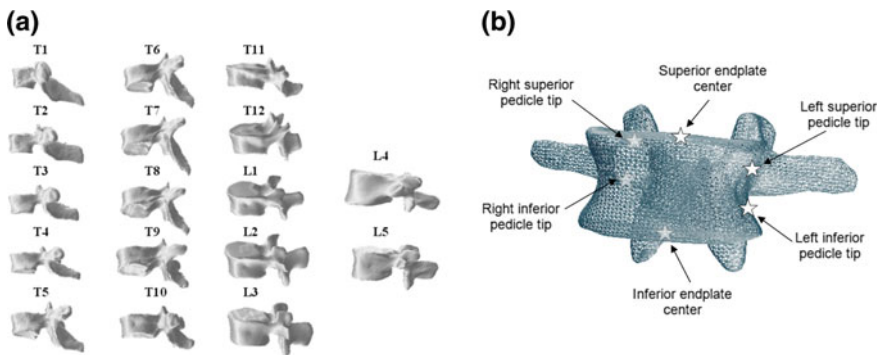 (a)
T1
T2
T3
T4
T5
T6
T7
T8
T9
T10
T11
T12
L1
L2
L3
L4
L5
(b)
Superior endplate
center
Right superior
pedicle tip
Left superior
pedicle tip
Right inferior
pedicle tip
Left inferior
pedicle tip
Inferior endplate
center